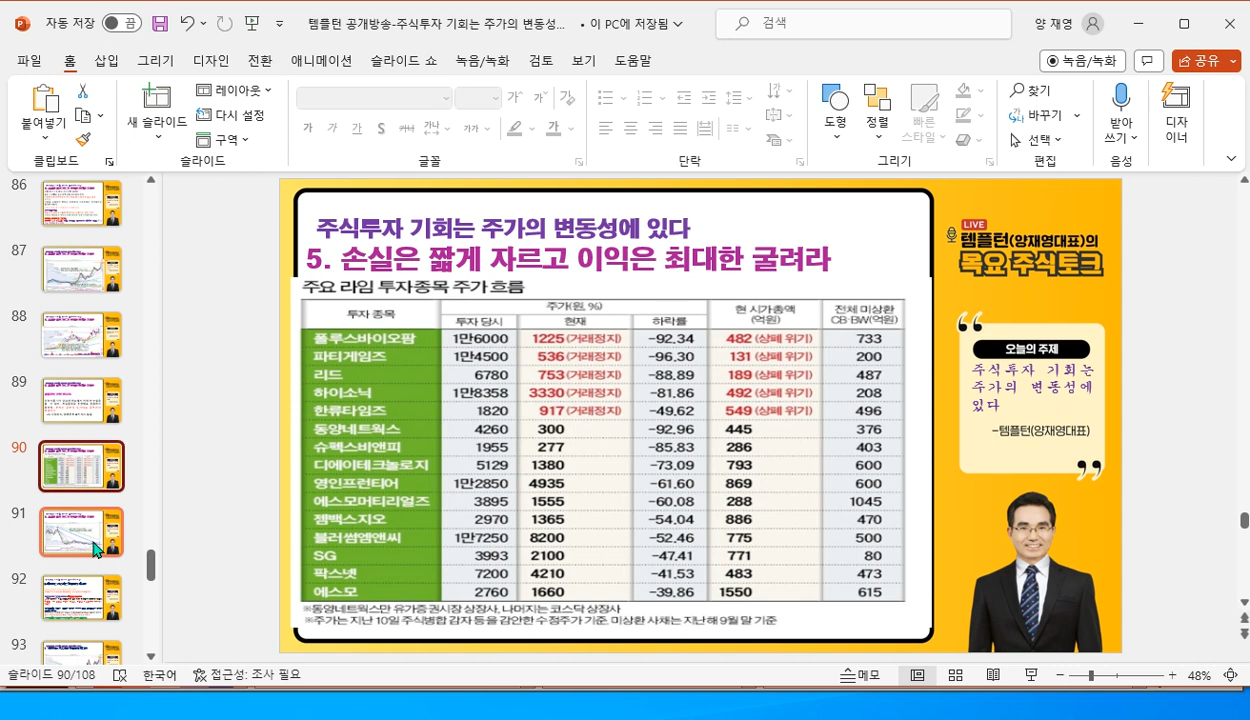 자동 저장 끔 템플턴 공개방송-주식투자 기회는 주가의 변동성... • 이 PC에 저장됨 검색 양 재영
파일 홈 삽입 그리기 디자인 전환 애니메이션 슬라이드 쇼 녹음/녹화 검토 보기 도움말 녹음/녹화 공유
붙여넣기 새 슬라이드 레이아웃 다시 설정 구역
도형 정렬 빠른 스타일 찾기 바꾸기 선택 받아쓰기 디자이너
클립보드 슬라이드 글꼴 단락 그리기 편집 음성
86
87
88
89
90
91
92
93
주식투자 기회는 주가의 변동성에 있다
5. 손실은 짧게 자르고 이익은 최대한 굴려라
주요 라임 투자종목 주가 흐름
투자 종목 주가(원, %) 현 시가총액(억원) 전체 미상환 CB·BW(억원)
투자 당시 현재 하락률
폴루스바이오팜 1만6000 1225(거래정지) -92.34 482 (상폐 위기) 733
파티게임즈 1만4500 536(거래정지) -96.30 131 (상폐 위기) 200
리드 6780 753(거래정지) -88.89 189 (상폐 위기) 487
하이소닉 1만8358 3330(거래정지) -81.86 492 (상폐 위기) 208
한류타임즈 1820 917(거래정지) -49.62 549 (상폐 위기) 496
동양네트웍스 4260 300 -92.96 445 376
슈펙스비앤피 1955 277 -85.83 286 403
디에이테크놀로지 5129 1380 -73.09 793 600
영인프런티어 1만2850 4935 -61.60 869 600
에스모머티리얼즈 3895 1555 -60.08 288 1045
젬백스지오 2970 1365 -54.04 886 470
블러썸엠앤씨 1만7250 8200 -52.46 775 500
SG 3993 2100 -47.41 771 80
팍스넷 7200 4210 -41.53 483 473
에스모 2760 1660 -39.86 1550 615
※동양네트웍스만 유가증권시장 상장사, 나머지는 코스닥 상장사
※주가는 지난 10일 주식병합 감자 등을 감안한 수정주가 기준. 미상환 사채는 지난해 9월 말 기준
LIVE
템플턴(양재영대표)의
목요 주식토크
오늘의 주제
주식투자 기회는
주가의 변동성에
있다
-템플턴(양재영대표)
슬라이드 90/108 한국어 접근성: 조사 필요 메모 48%